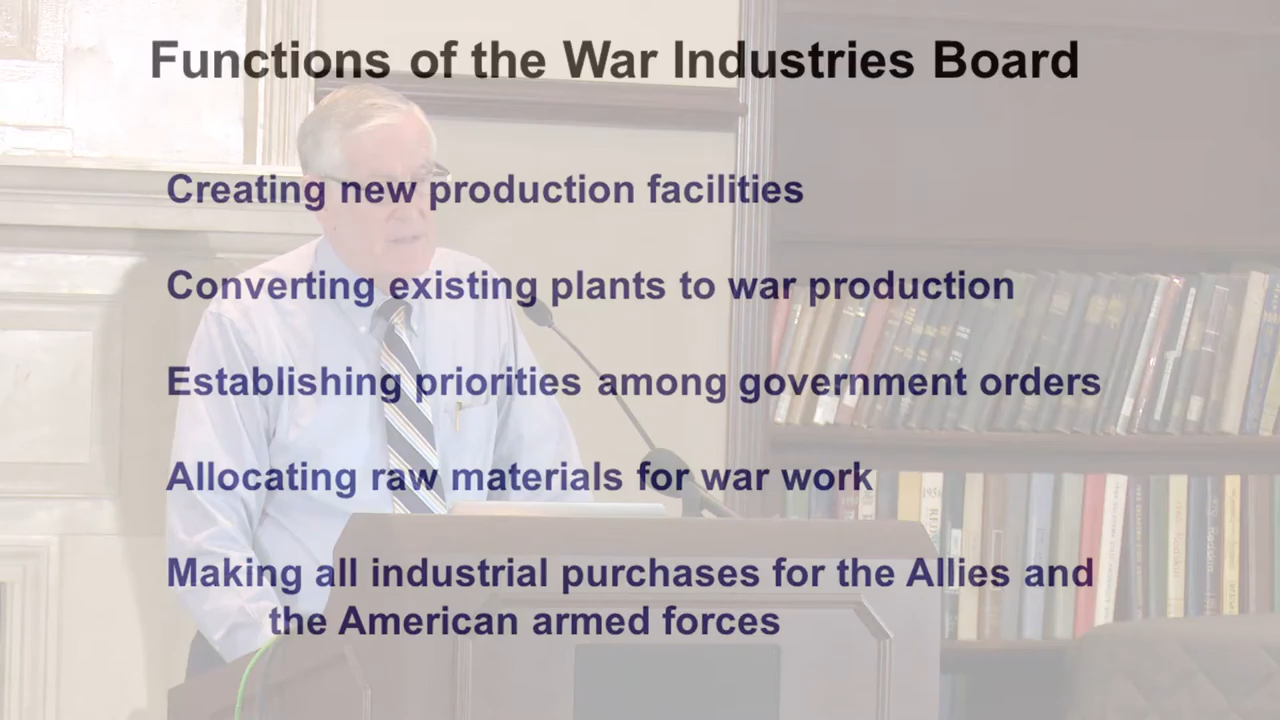 Functions of the War Industries Board
Creating new production facilities
Converting existing plants to war production
Establishing priorities among government orders
Allocating raw materials for war work
Making all industrial purchases for the Allies and
the American armed forces